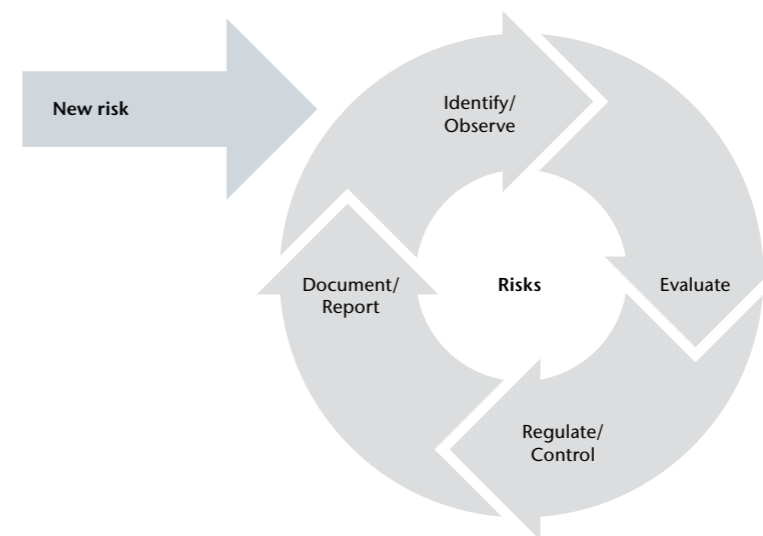 New risk
Identify/
Observe
Evaluate
Regulate/
Control
Document/
Report
Risks